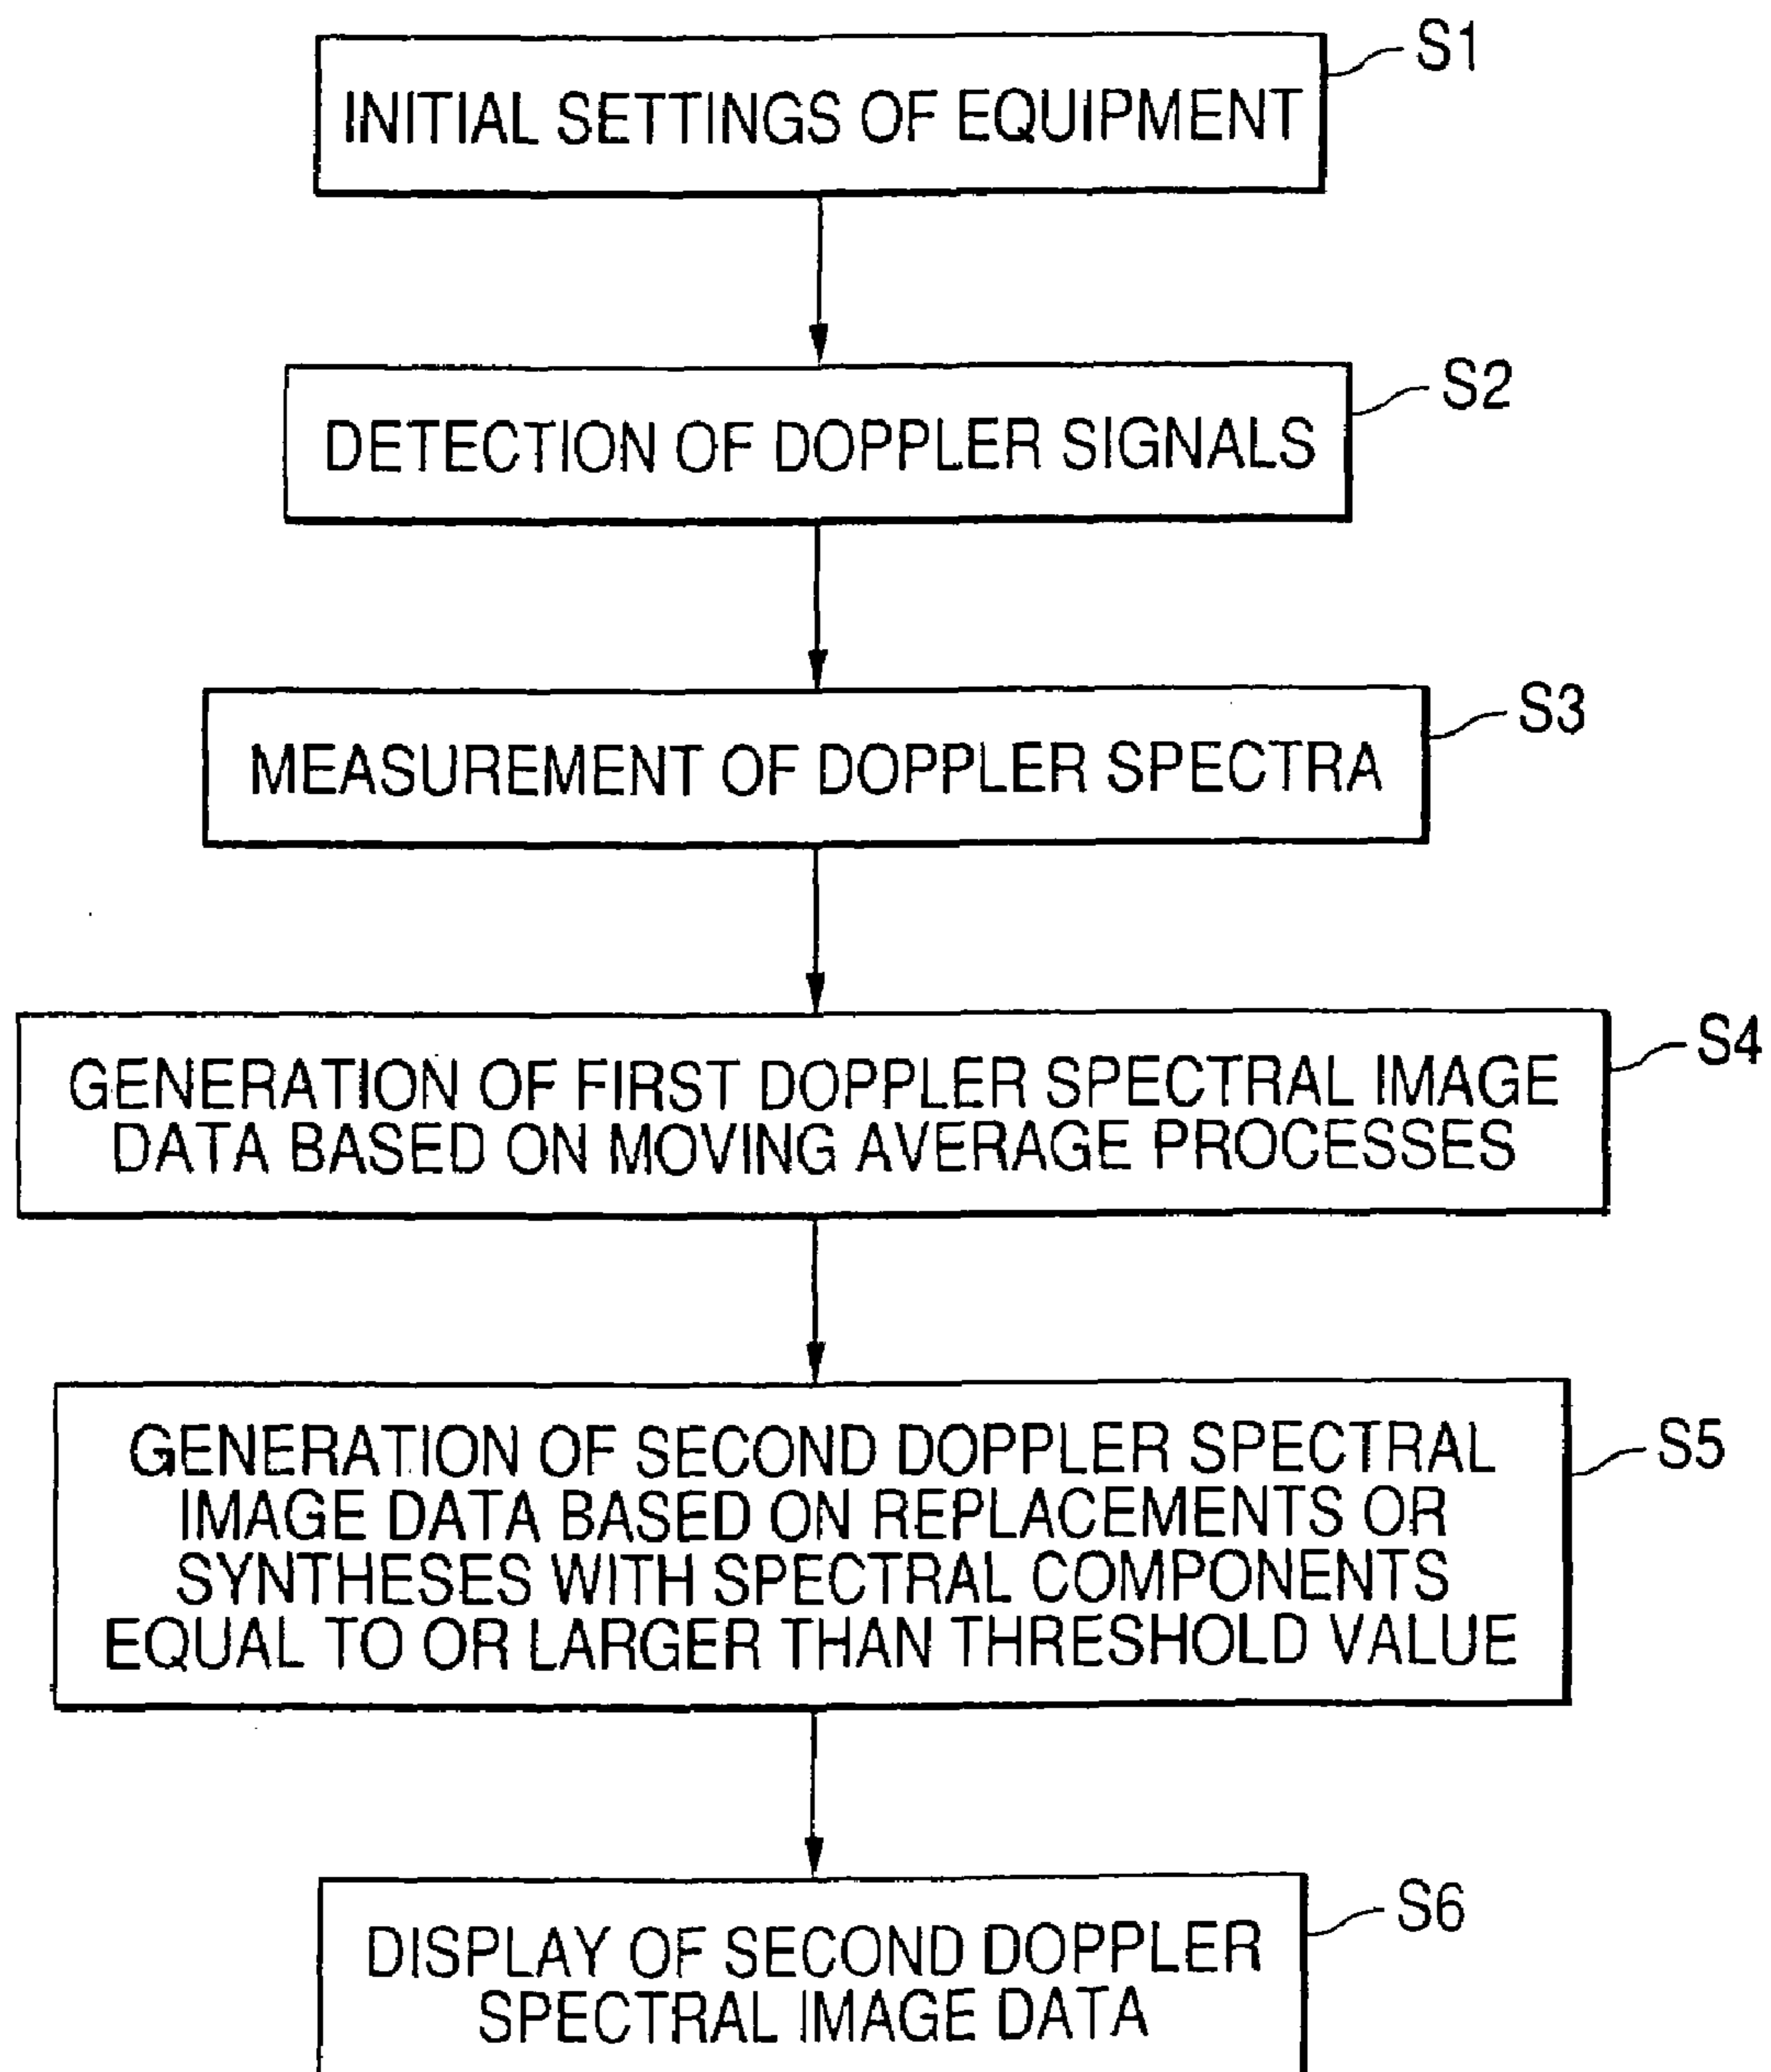 S1
INITIAL SETTINGS OF EQUIPMENT
S2
DETECTION OF DOPPLER SIGNALS
S3
MEASUREMENT OF DOPPLER SPECTRA
S4
GENERATION OF FIRST DOPPLER SPECTRAL IMAGE
DATA BASED ON MOVING AVERAGE PROCESSES
S5
GENERATION OF SECOND DOPPLER SPECTRAL
IMAGE DATA BASED ON REPLACEMENTS OR
SYNTHESES WITH SPECTRAL COMPONENTS
EQUAL TO OR LARGER THAN THRESHOLD VALUE
S6
DISPLAY OF SECOND DOPPLER
SPECTRAL IMAGE DATA